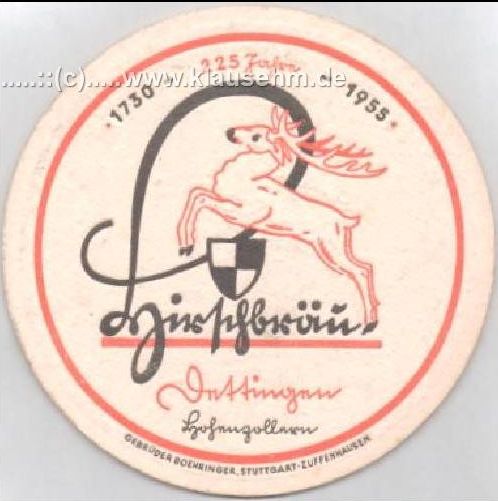 225 Jahre
.....::(c).....www.klausehm.de
· 1730 · 1955 ·
Hirschbräu
Dettingen
Hohenzollern
GEBRÜDER BOEHRINGER, STUTTGART-ZUFFENHAUSEN